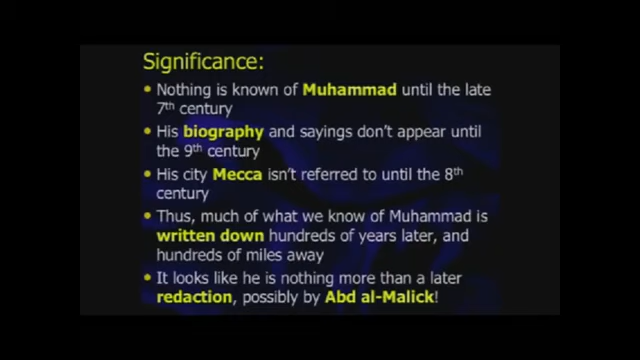 Significance:
• Nothing is known of Muhammad until the late
7th century
• His biography and sayings don't appear until
the 9th century
• His city Mecca isn't referred to until the 8th
century
• Thus, much of what we know of Muhammad is
written down hundreds of years later, and
hundreds of miles away
• It looks like he is nothing more than a later
redaction, possibly by Abd al-Malick!